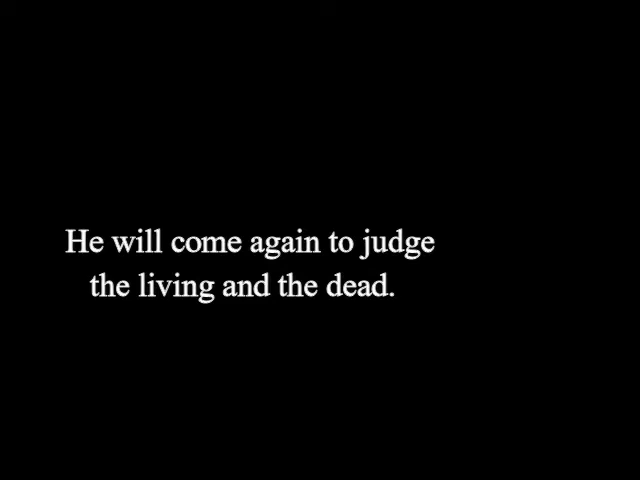 He will come again to judge
the living and the dead.